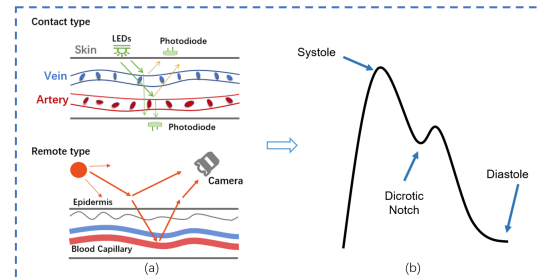 Contact type
LEDs
Photodiode
Skin
Vein
Artery
Photodiode
Remote type
Camera
Epidermis
Blood Capillary
(a)
Systole
Dicrotic
Notch
Diastole
(b)